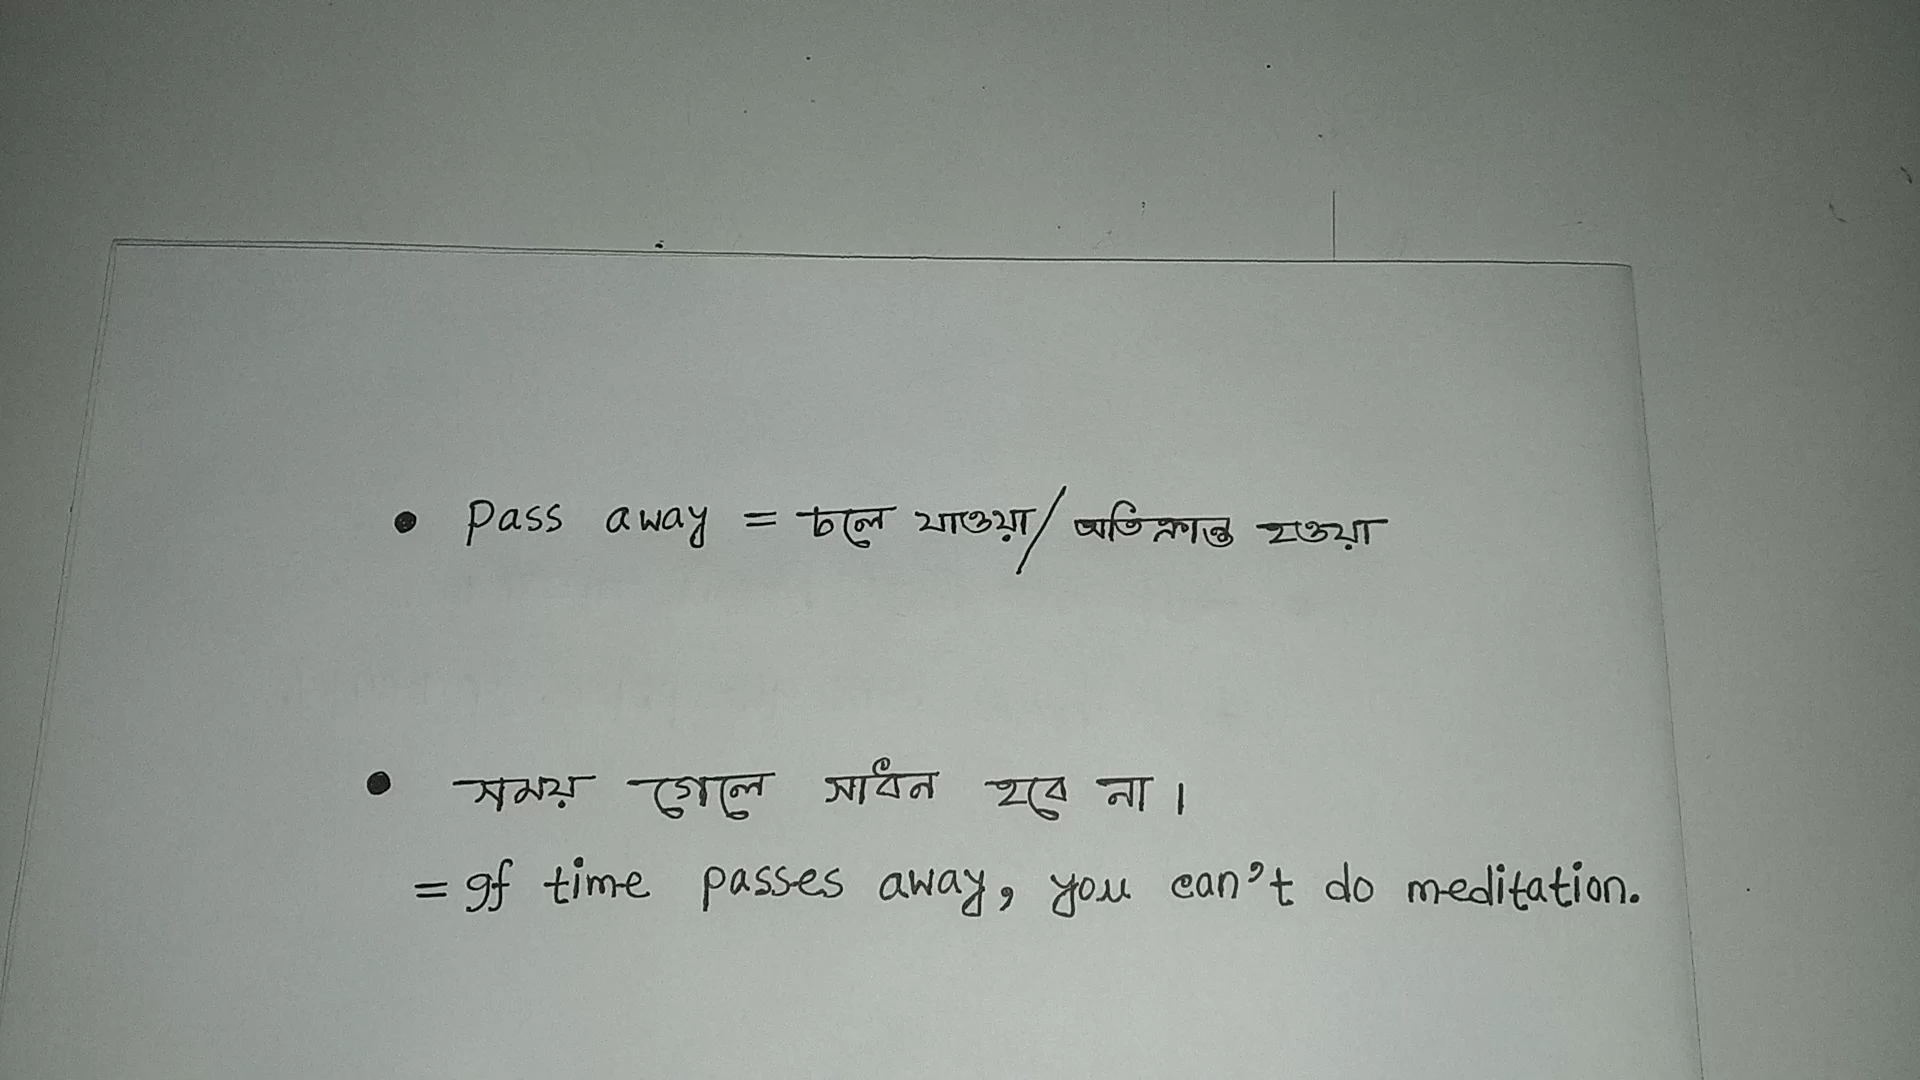 • Pass away = চলে যাওয়া/অতিক্রান্ত হওয়া
• সময় গেলে সাধন হবে না।
= If time passes away, you can't do meditation.